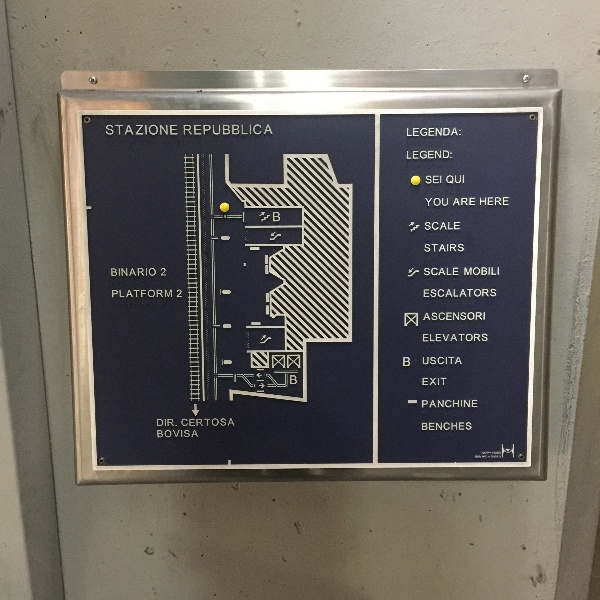 STAZIONE REPUBBLICA
B
BINARIO 2
PLATFORM 2
B
DIR. CERTOSA
BOVISA
LEGENDA:
LEGEND:
SEI QUI
YOU ARE HERE
SCALE
STAIRS
SCALE MOBILI
ESCALATORS
ASCENSORI
ELEVATORS
B USCITA
EXIT
PANCHINE
BENCHES